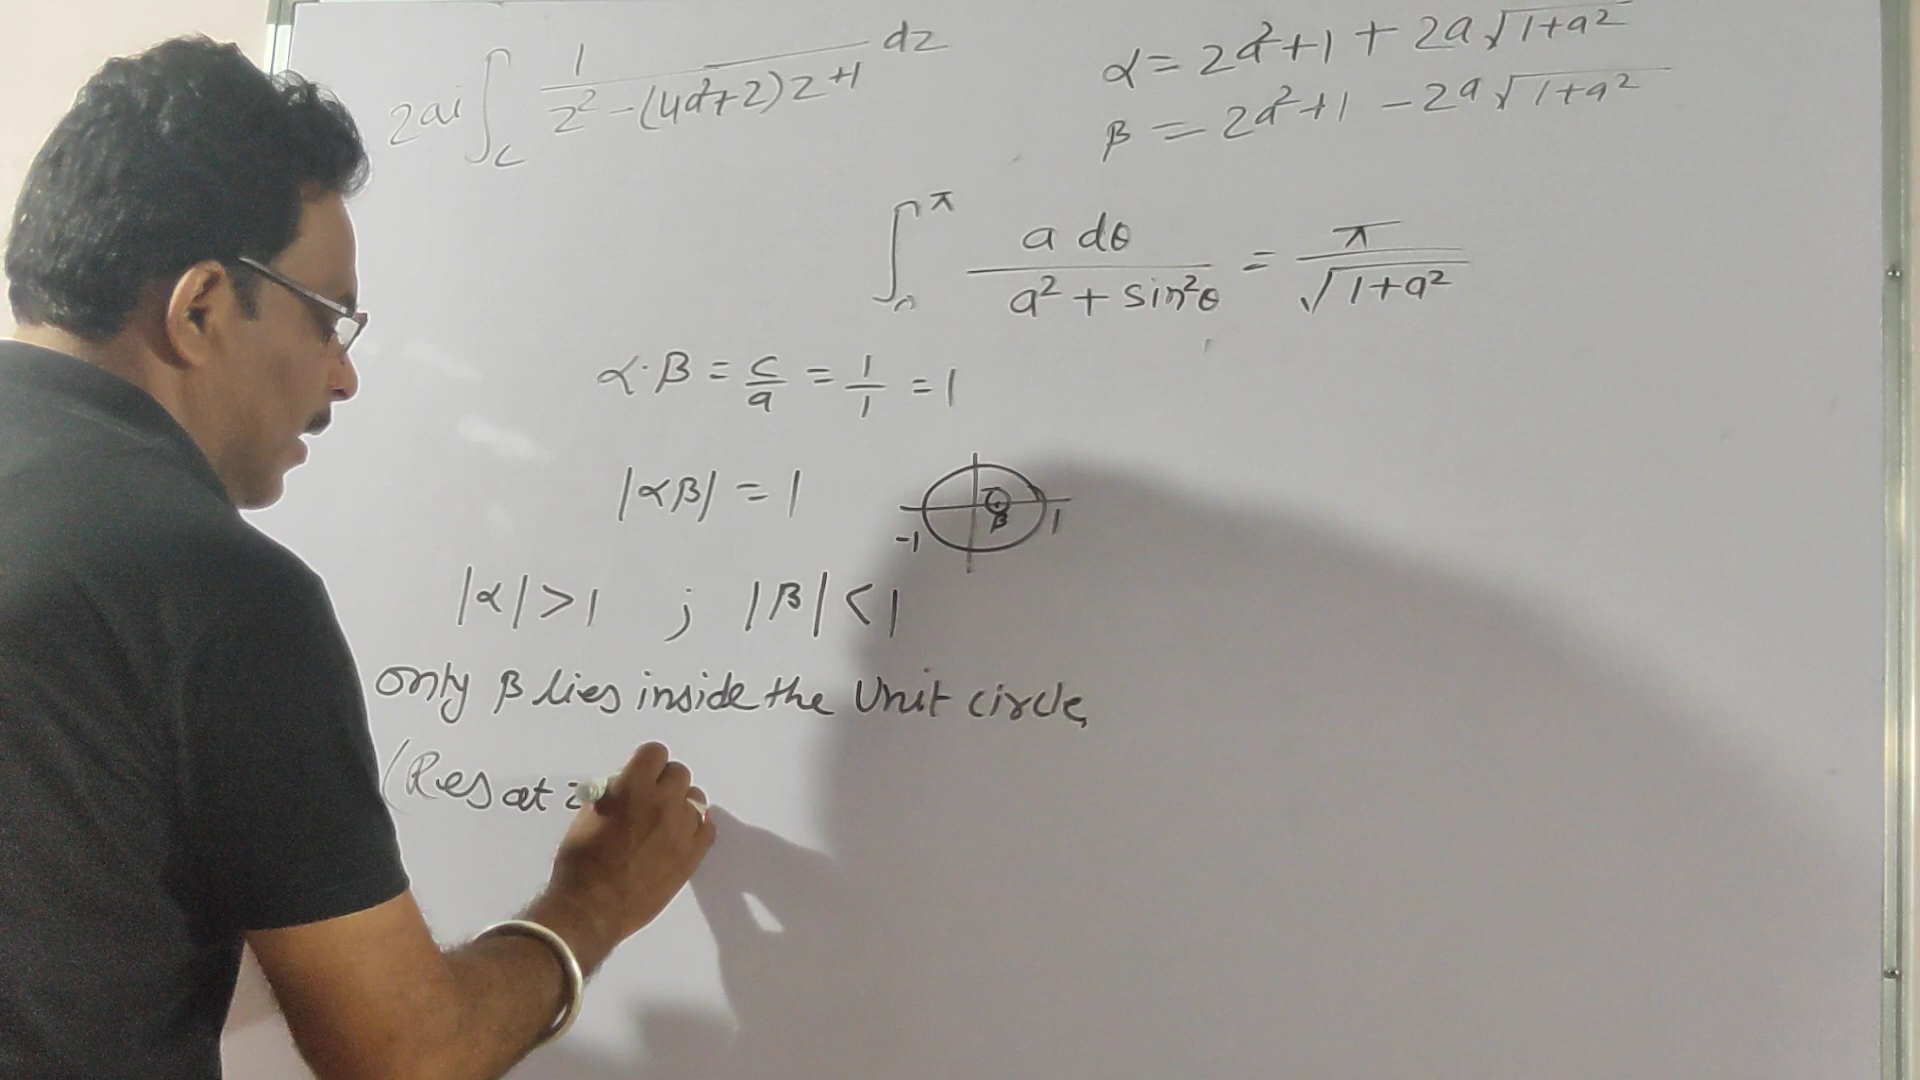 2ai ∫_C 1/(z² - (4a²+2)z+1) dz
α = 2a²+1 + 2a√(1+a²)
β = 2a²+1 - 2a√(1+a²)
∫₀^π a dθ/(a² + sin²θ) = π/√(1+a²)
α·β = c/a = 1/1 = 1
|αβ| = 1
β
-1 1
|α|>1 ; |β|<1
only β lies inside the Unit circle,
(Res at z